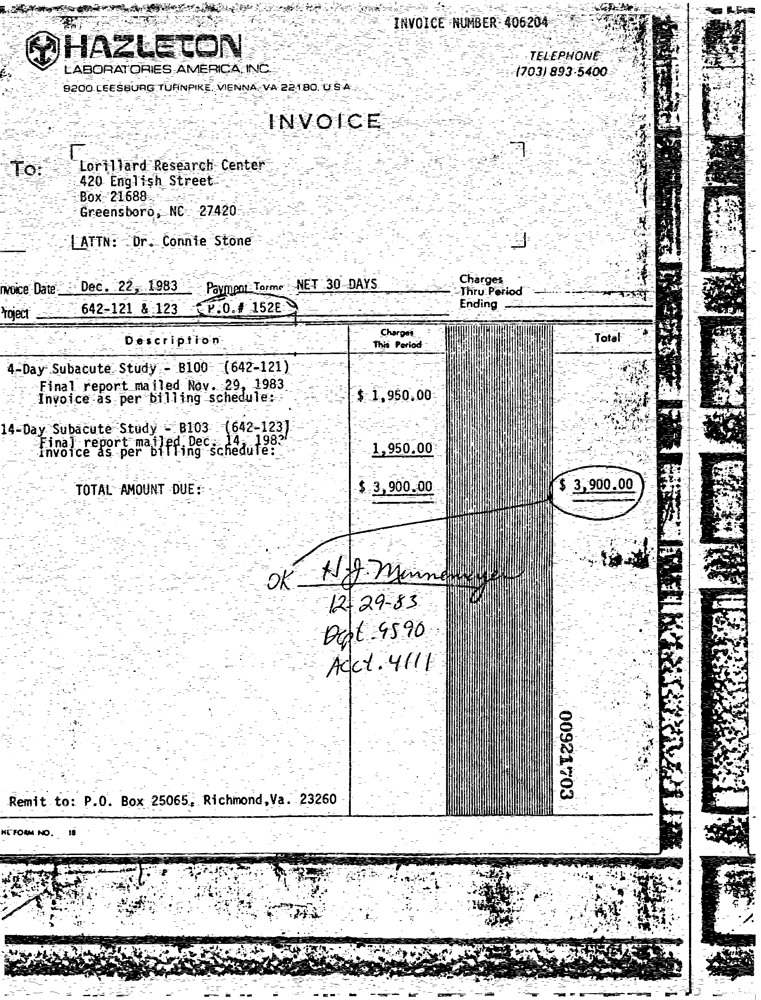 INVOICE NUMBER 406204
HAZLETON
LABORATORIES AMERICA, INC.
9200 LEESBURG TURNPIKE, VIENNA, VA 22180, U.S.A.
TELEPHONE
(703) 893-5400
INVOICE
To:
Lorillard Research Center
420 English Street
Box 21688
Greensboro, NC 27420
ATTN: Dr. Connie Stone
nvoice Date Dec. 22, 1983 Payment Terms NET 30 DAYS Charges Thru Period Ending
roject 642-121 & 123 P.O.# 152E
Description Charges This Period Total
4-Day Subacute Study - B100 (642-121)
Final report mailed Nov. 29, 1983
Invoice as per billing schedule: $ 1,950.00
14-Day Subacute Study - B103 (642-123)
Final report mailed Dec. 14, 1983
Invoice as per billing schedule: 1,950.00
TOTAL AMOUNT DUE: $ 3,900.00 $ 3,900.00
OK H.J. Minnemeyer
12-29-83
Dept. 9590
Acct. 4111
00921703
Remit to: P.O. Box 25065, Richmond, Va. 23260
HL FORM NO. 18